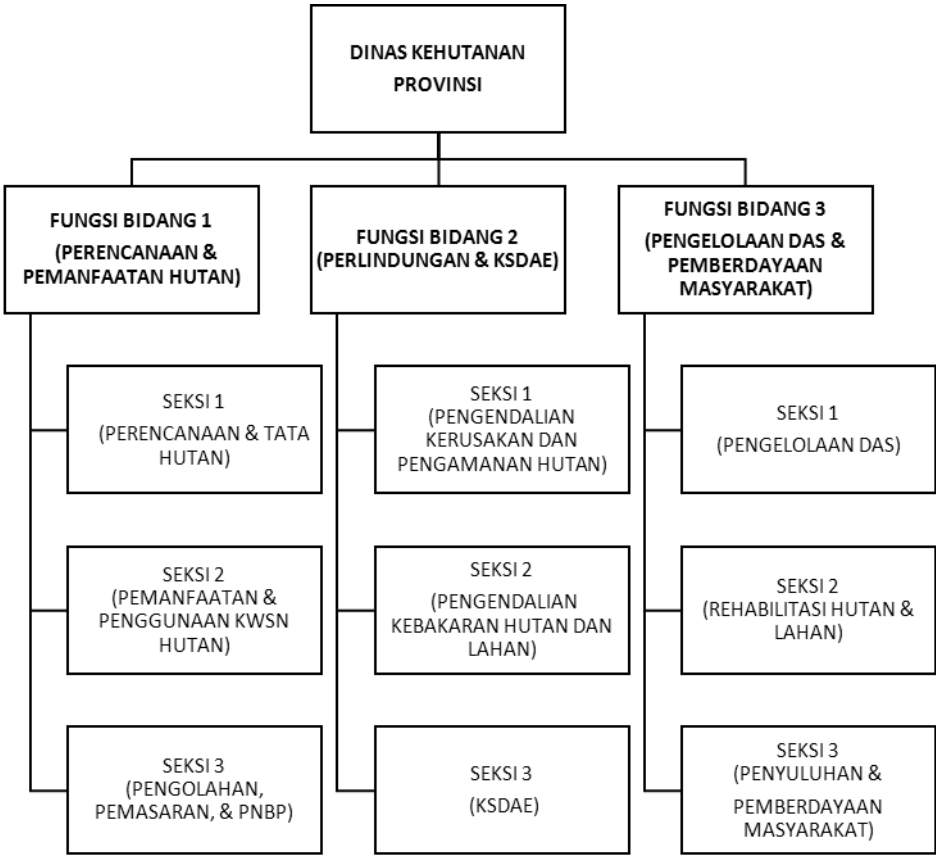 DINAS KEHUTANAN
PROVINSI
FUNGSI BIDANG 1
(PERENCANAAN &
PEMANFAATAN HUTAN)
FUNGSI BIDANG 2
(PERLINDUNGAN & KSDAE)
FUNGSI BIDANG 3
(PENGELOLAAN DAS &
PEMBERDAYAAN
MASYARAKAT)
SEKSI 1
(PERENCANAAN & TATA
HUTAN)
SEKSI 1
(PENGENDALIAN
KERUSAKAN DAN
PENGAMANAN HUTAN)
SEKSI 1
(PENGELOLAAN DAS)
SEKSI 2
(PEMANFAATAN &
PENGGUNAAN KWSN
HUTAN)
SEKSI 2
(PENGENDALIAN
KEBAKARAN HUTAN DAN
LAHAN)
SEKSI 2
(REHABILITASI HUTAN &
LAHAN)
SEKSI 3
(PENGOLAHAN,
PEMASARAN, & PNBP)
SEKSI 3
(KSDAE)
SEKSI 3
(PENYULUHAN &
PEMBERDAYAAN
MASYARAKAT)